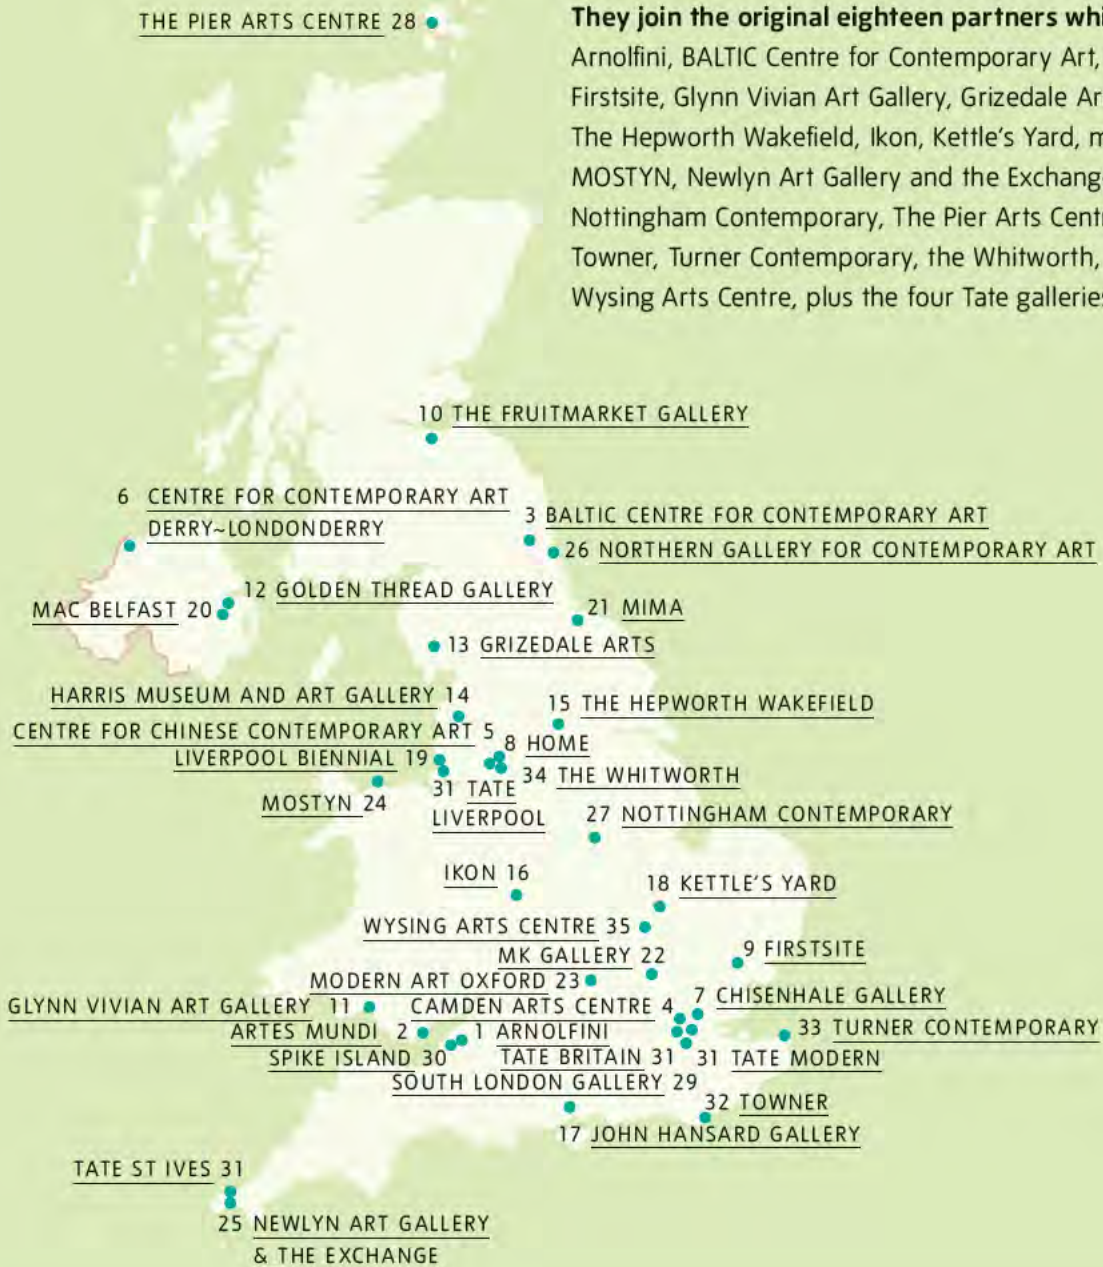 THE PIER ARTS CENTRE 28
They join the original eighteen partners
Arnolfini, BALTIC Centre for Contemporary Art,
Firstsite, Glynn Vivian Art Gallery, Grizedale
The Hepworth Wakefield, Ikon, Kettle's Yard,
MOSTYN, Newlyn Art Gallery and the
Nottingham Contemporary, The Pier Arts
Towner, Turner Contemporary, the Whitworth,
Wysing Arts Centre, plus the four Tate galleries
10 THE FRUITMARKET GALLERY
6 CENTRE FOR CONTEMPORARY ART
DERRY~LONDONDERRY
3 BALTIC CENTRE FOR CONTEMPORARY ART
26 NORTHERN GALLERY FOR CONTEMPORARY ART
12 GOLDEN THREAD GALLERY
MAC BELFAST 20
21 MIMA
13 GRIZEDALE ARTS
HARRIS MUSEUM AND ART GALLERY 14
15 THE HEPWORTH WAKEFIELD
CENTRE FOR CHINESE CONTEMPORARY ART 5
8 HOME
LIVERPOOL BIENNIAL 19
34 THE WHITWORTH
31 TATE
LIVERPOOL
MOSTYN 24
27 NOTTINGHAM CONTEMPORARY
IKON 16
18 KETTLE'S YARD
WYSING ARTS CENTRE 35
MK GALLERY 22
9 FIRSTSITE
MODERN ART OXFORD 23
GLYNN VIVIAN ART GALLERY 11
CAMDEN ARTS CENTRE 4
7 CHISENHALE GALLERY
ARTES MUNDI 2
1 ARNOLFINI
33 TURNER CONTEMPORARY
SPIKE ISLAND 30
TATE BRITAIN 31
31 TATE MODERN
SOUTH LONDON GALLERY 29
32 TOWNER
17 JOHN HANSARD GALLERY
TATE ST IVES 31
25 NEWLYN ART GALLERY
& THE EXCHANGE